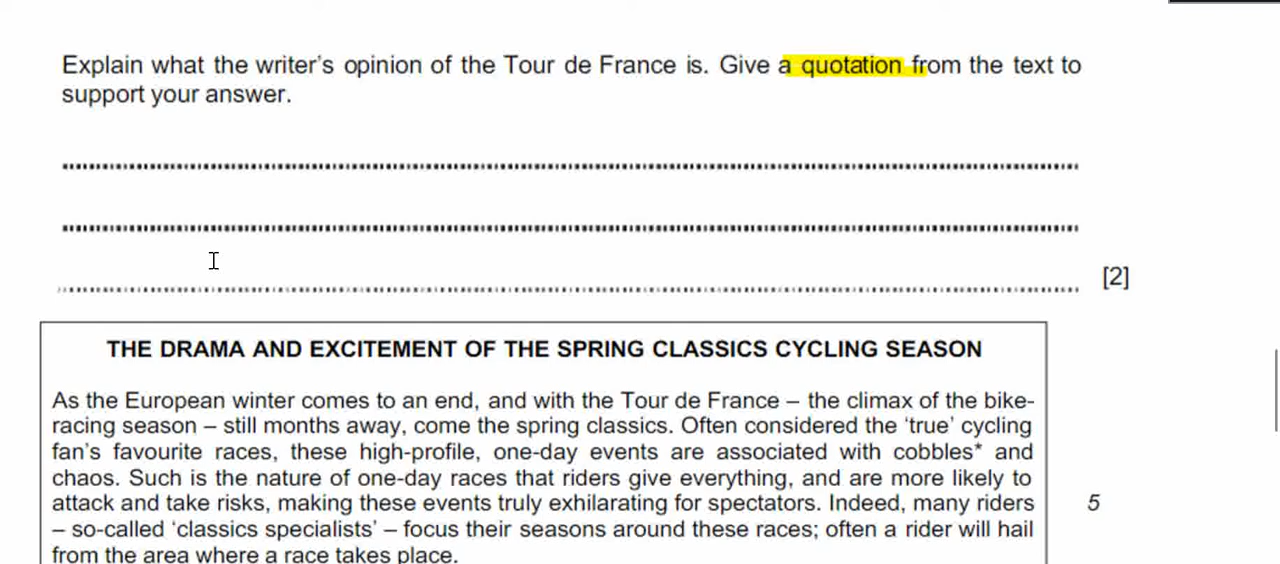 Explain what the writer's opinion of the Tour de France is. Give a quotation from the text to
support your answer.
[2]
THE DRAMA AND EXCITEMENT OF THE SPRING CLASSICS CYCLING SEASON
As the European winter comes to an end, and with the Tour de France – the climax of the bike-
racing season – still months away, come the spring classics. Often considered the ‘true’ cycling
fan's favourite races, these high-profile, one-day events are associated with cobbles* and
chaos. Such is the nature of one-day races that riders give everything, and are more likely to
attack and take risks, making these events truly exhilarating for spectators. Indeed, many riders
5
– so-called ‘classics specialists’ – focus their seasons around these races; often a rider will hail
from the area where a race takes place.